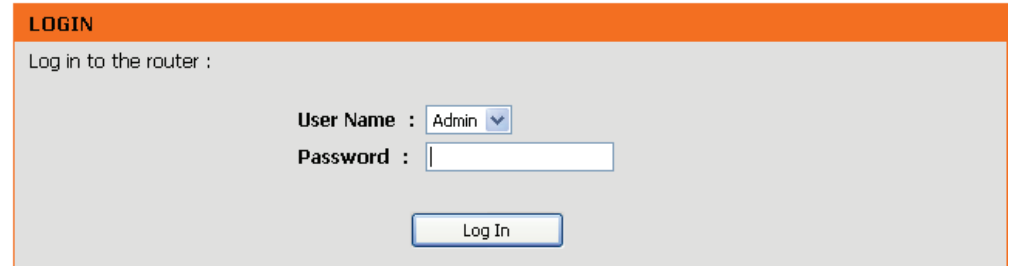 LOGIN
Log in to the router :
User Name : Admin
Password :
Log In